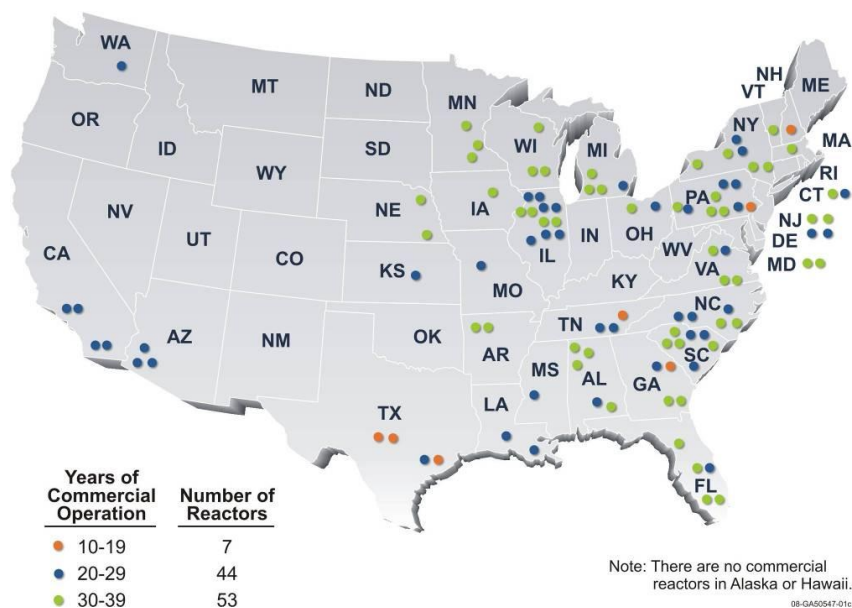 WA
MT
ND
MN
OR
ID
WY
SD
WI
MI
NH
VT
ME
NY
MA
RI
CT
NJ
DE
MD
NV
UT
CO
NE
IA
IL
IN
OH
PA
WV
VA
CA
AZ
NM
KS
MO
KY
OK
AR
TN
NC
SC
MS
AL
GA
TX
LA
FL
Years of
Commercial
Operation
Number of
Reactors
10-19 7
20-29 44
30-39 53
Note: There are no commercial
reactors in Alaska or Hawaii.
08-GA50547-01c